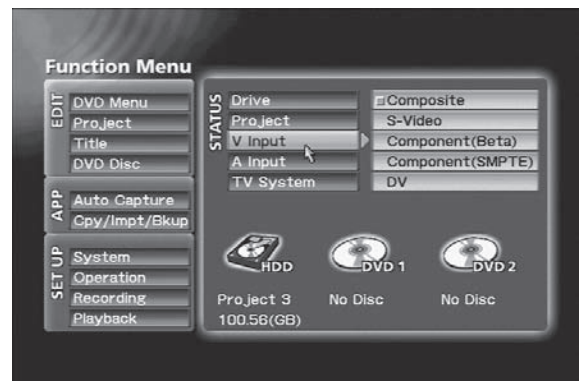 Function Menu
EDIT
DVD Menu
Project
Title
DVD Disc
APP
Auto Capture
Cpy/Impt/Bkup
SET UP
System
Operation
Recording
Playback
STATUS
Drive
Project
V Input
A Input
TV System
Composite
S-Video
Component(Beta)
Component(SMPTE)
DV
HDD
DVD 1
DVD 2
Project 3
No Disc
No Disc
100.56(GB)